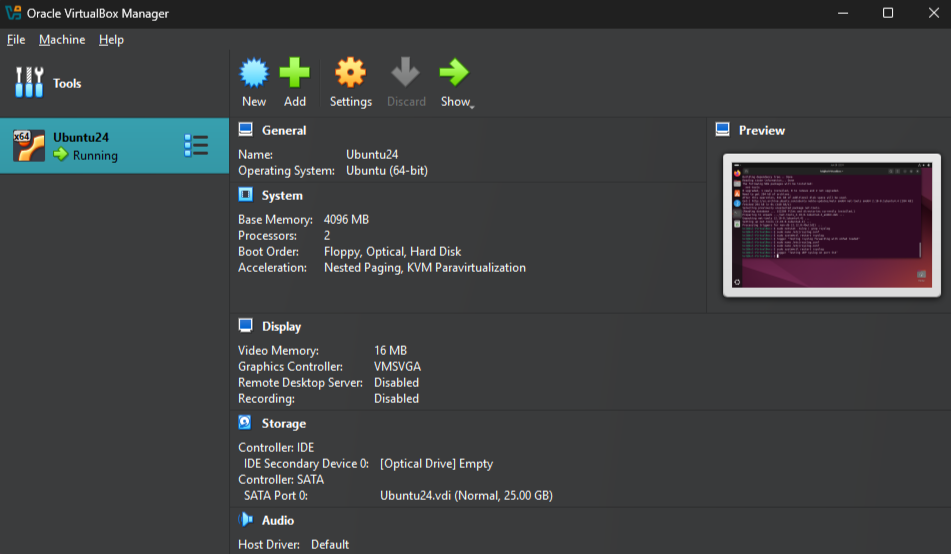 Oracle VirtualBox Manager
File Machine Help
Tools
New Add Settings Discard Show
x64
Ubuntu24
Running
General
Name: Ubuntu24
Operating System: Ubuntu (64-bit)
System
Base Memory: 4096 MB
Processors: 2
Boot Order: Floppy, Optical, Hard Disk
Acceleration: Nested Paging, KVM Paravirtualization
Preview
Display
Video Memory: 16 MB
Graphics Controller: VMSVGA
Remote Desktop Server: Disabled
Recording: Disabled
Storage
Controller: IDE
IDE Secondary Device 0: [Optical Drive] Empty
Controller: SATA
SATA Port 0: Ubuntu24.vdi (Normal, 25.00 GB)
Audio
Host Driver: Default